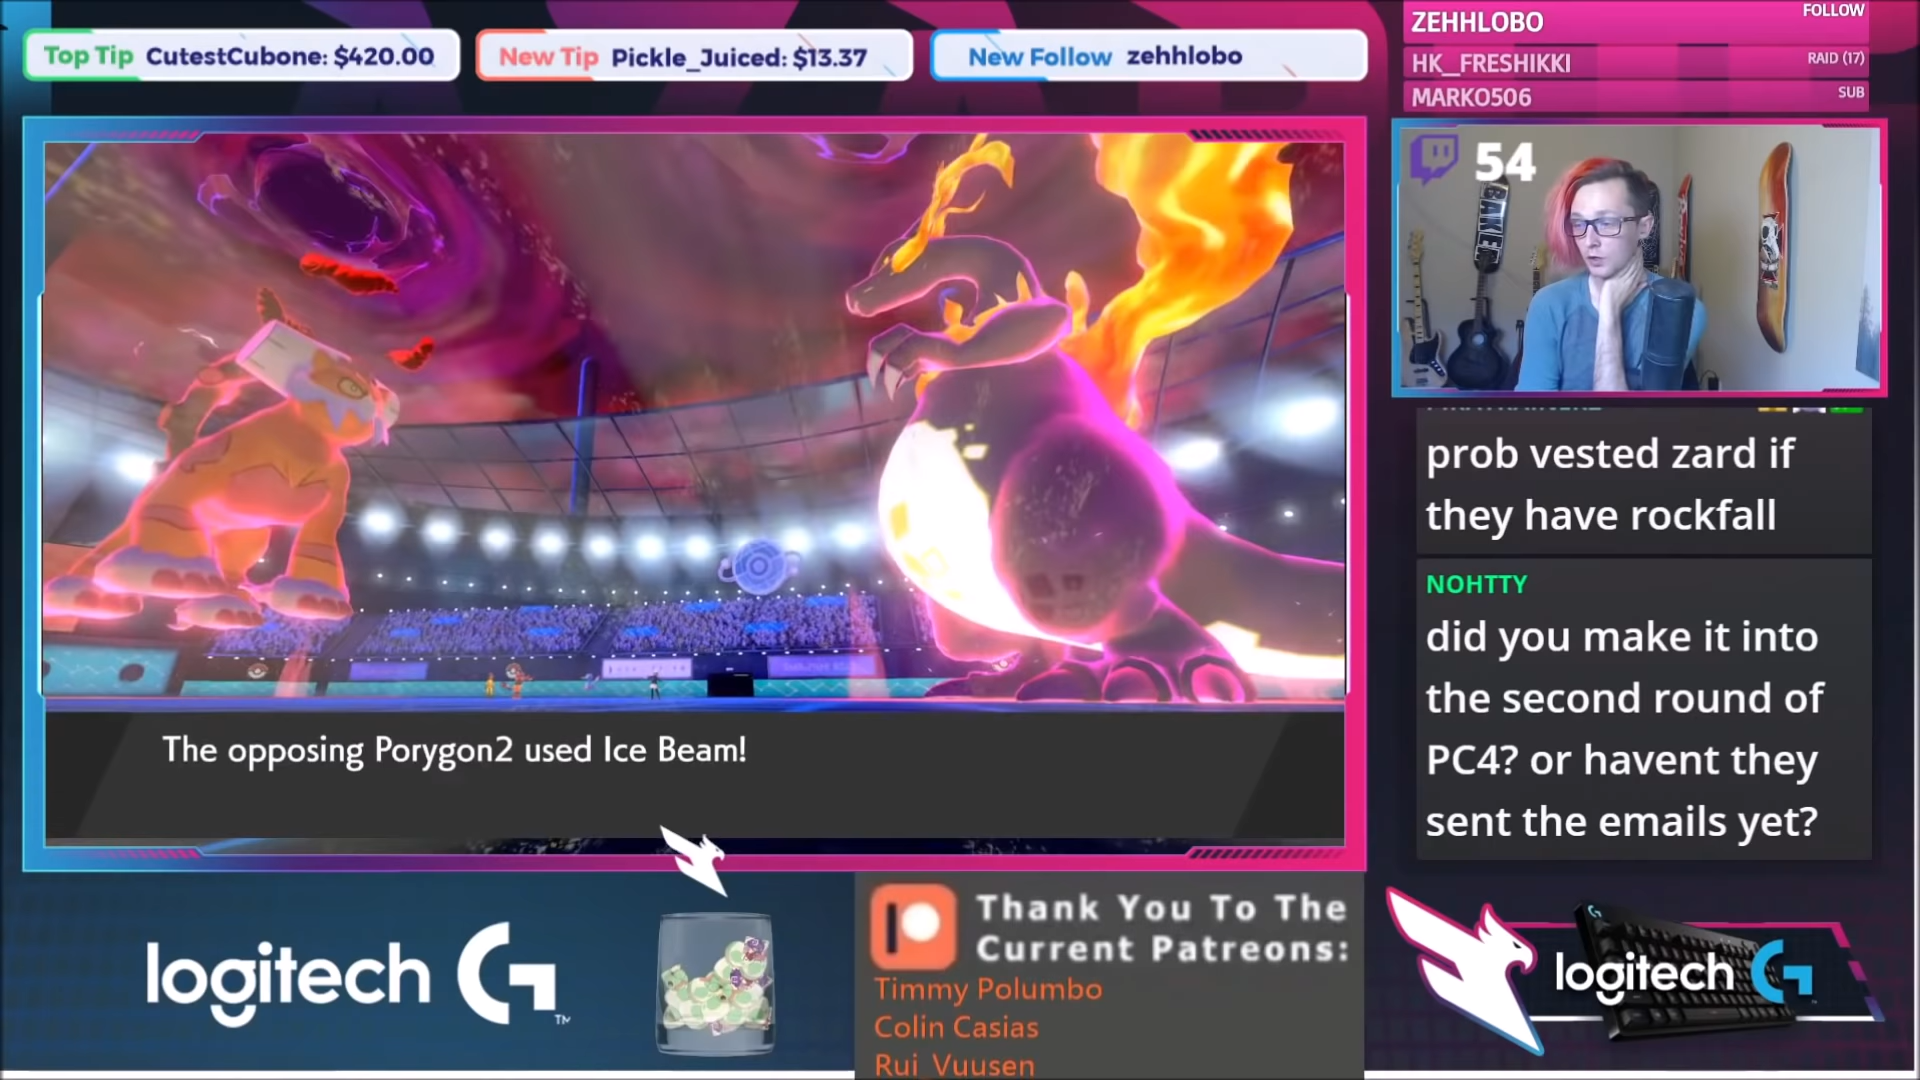 Top Tip CutestCubone: $420.00
New Tip Pickle_Juiced: $13.37
New Follow zehhlobo
ZEHHLOBO FOLLOW
HK_FRESHIKKI RAID (17)
MARKO506 SUB
54
prob vested zard if
they have rockfall
NOHTTY
did you make it into
the second round of
PC4? or havent they
sent the emails yet?
The opposing Porygon2 used Ice Beam!
logitech G TM
Thank You To The
Current Patreons:
Timmy Polumbo
Colin Casias
Rui_Vuusen
logitech G